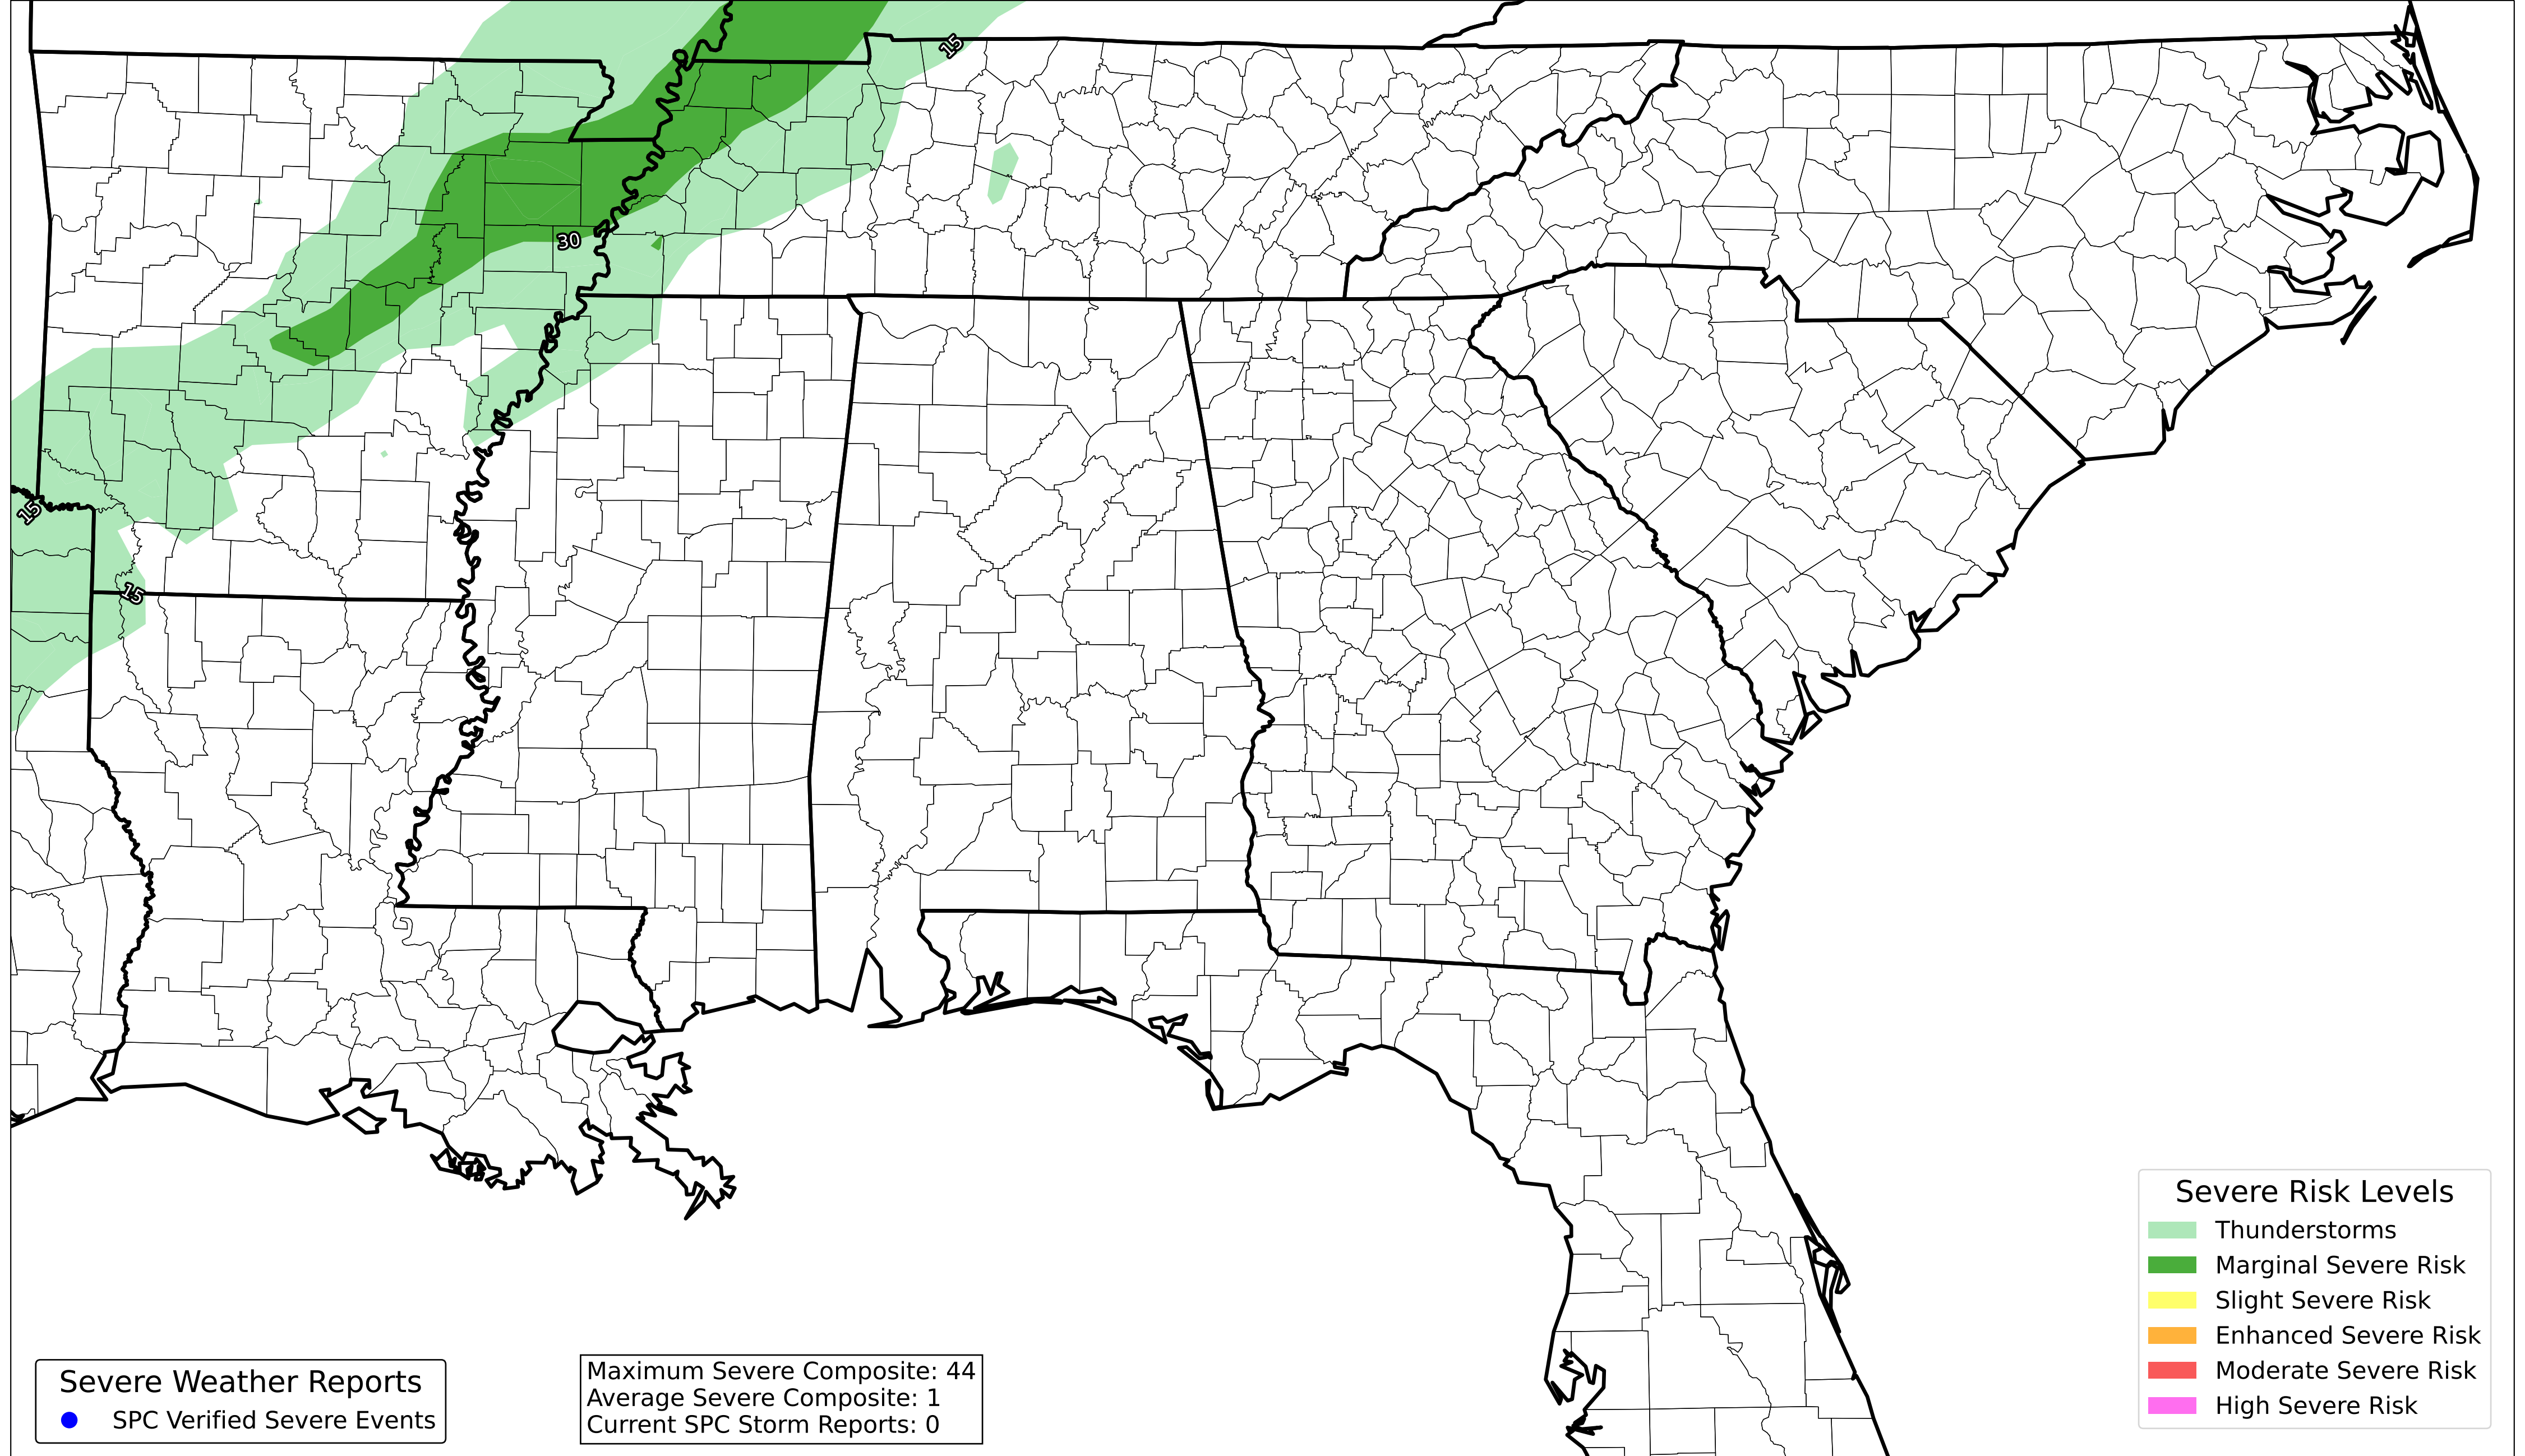 15
30
15
15
Severe Risk Levels
Thunderstorms
Marginal Severe Risk
Slight Severe Risk
Enhanced Severe Risk
Moderate Severe Risk
High Severe Risk
Severe Weather Reports
SPC Verified Severe Events
Maximum Severe Composite: 44
Average Severe Composite: 1
Current SPC Storm Reports: 0